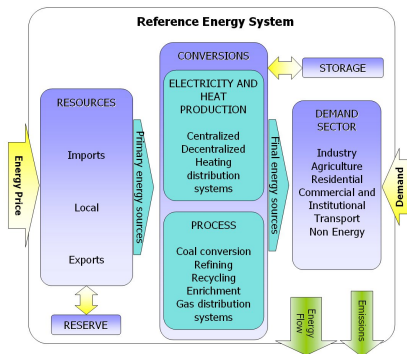 Reference Energy System
CONVERSIONS
STORAGE
ELECTRICITY AND
HEAT
PRODUCTION
Centralized
Decentralized
Heating
distribution
systems
RESOURCES
Imports
Local
Exports
DEMAND
SECTOR
Industry
Agriculture
Residential
Commercial and
Institutional
Transport
Non Energy
Energy Price
Primary energy sources
Final energy sources
Demand
PROCESS
Coal conversion
Refining
Recycling
Enrichment
Gas distribution
systems
RESERVE
Energy
Flow
Emissions